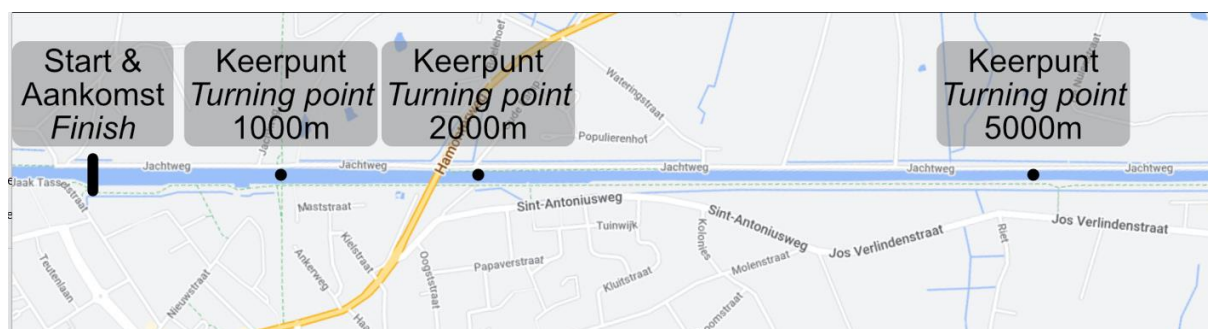 Start &
Aankomst
Finish
Keerpunt
Turning point
1000m
Keerpunt
Turning point
2000m
Keerpunt
Turning point
5000m
Wateringstraat
Populierenhof
Jachtweg
Jachtweg
Jachtweg
Jachtweg
Jachtweg
Sint-Antoniusweg
Sint-Antoniusweg
Jos Verlindenstraat
Jos Verlindenstraat
Maststraat
Tuinwijk
Kolonies
Riet
Kielstraat
Ankerweg
Oogststraat
Papaverstraat
Kluitstraat
Molenstraat
Teutenlaan
Nieuwstraat